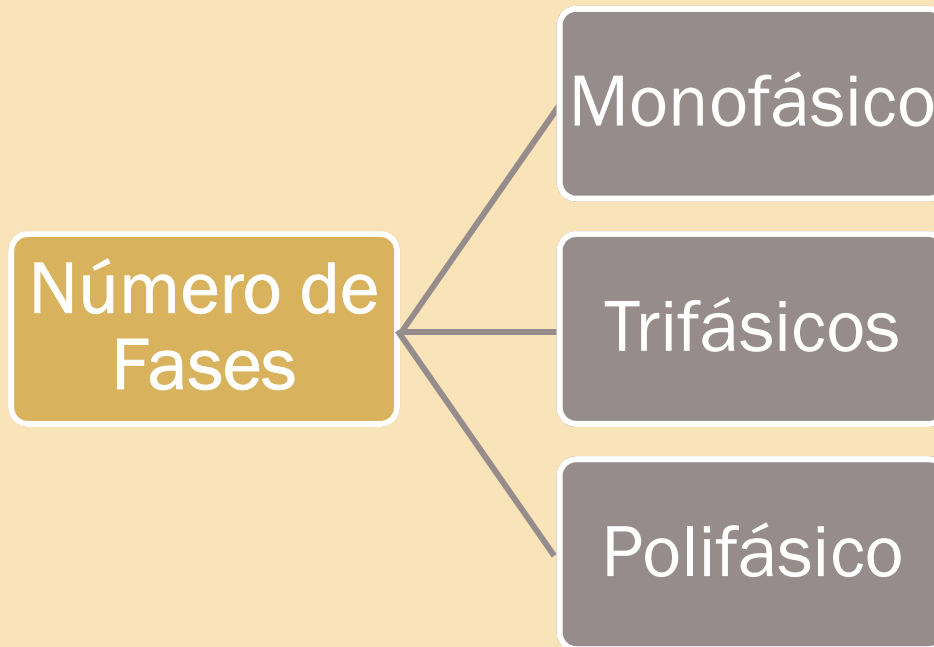 Número de
Fases
Monofásico
Trifásicos
Polifásico